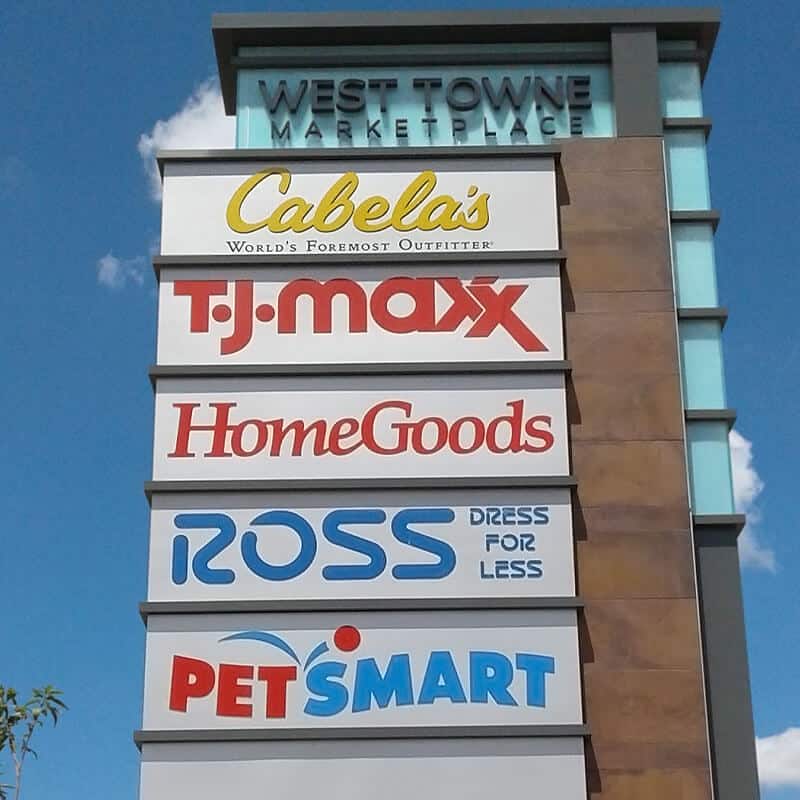 WEST TOWNE
MARKETPLACE
Cabela's
WORLD'S FOREMOST OUTFITTER®
T·J·maxx
HomeGoods
ROSS DRESS
FOR
LESS
PETSMART